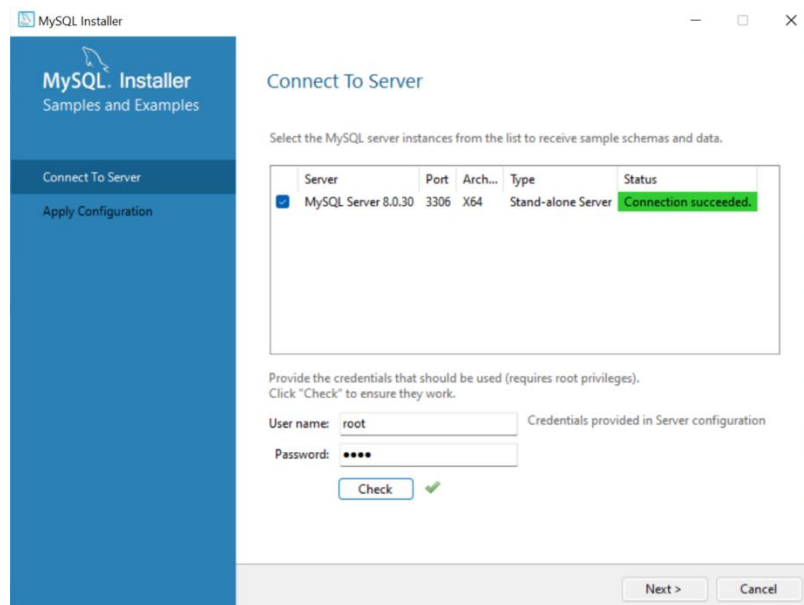 MySQL Installer
MySQL. Installer
Samples and Examples
Connect To Server
Apply Configuration
Connect To Server
Select the MySQL server instances from the list to receive sample schemas and data.
Server Port Arch... Type Status
MySQL Server 8.0.30 3306 X64 Stand-alone Server Connection succeeded.
Provide the credentials that should be used (requires root privileges).
Click "Check" to ensure they work.
User name: root Credentials provided in Server configuration
Password: ●●●●
Check
Next > Cancel